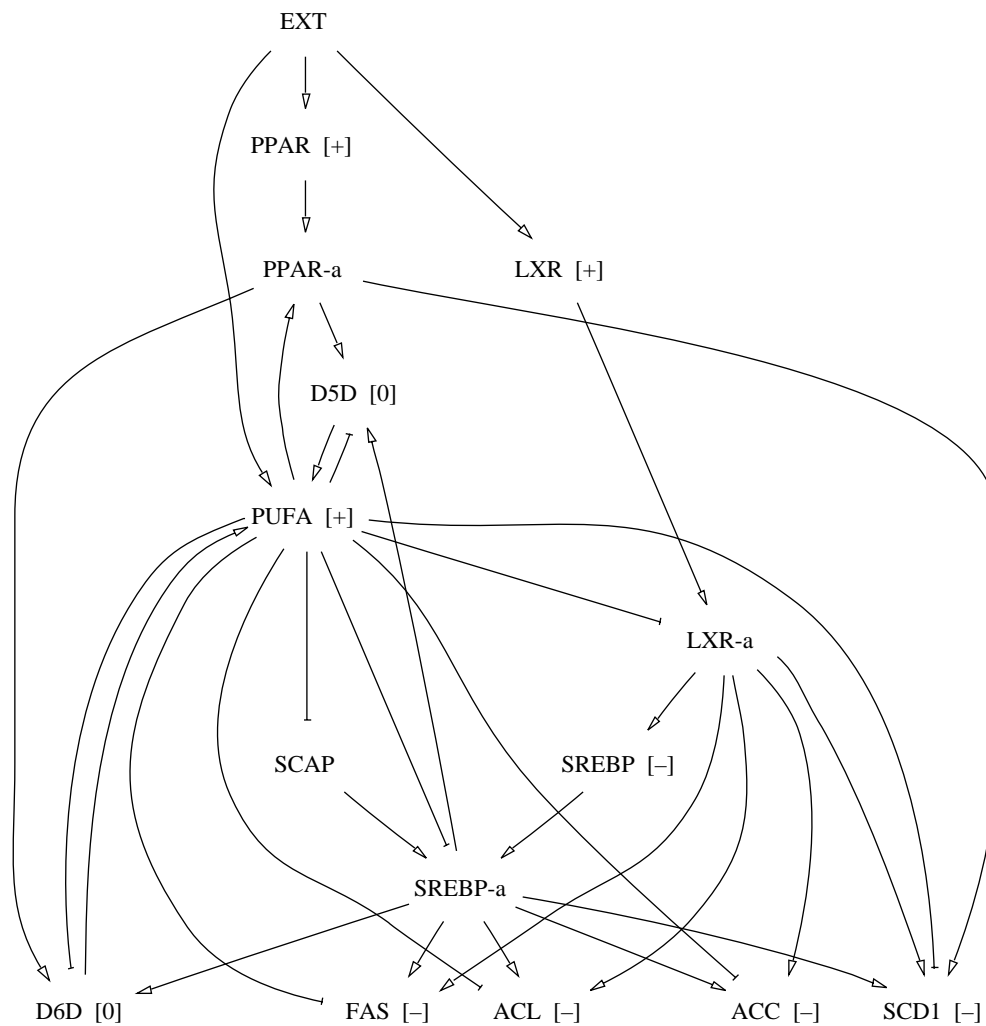 EXT
PPAR [+]
PPAR-a
LXR [+]
D5D [0]
PUFA [+]
LXR-a
SCAP
SREBP [–]
SREBP-a
D6D [0]
FAS [–]
ACL [–]
ACC [–]
SCD1 [–]